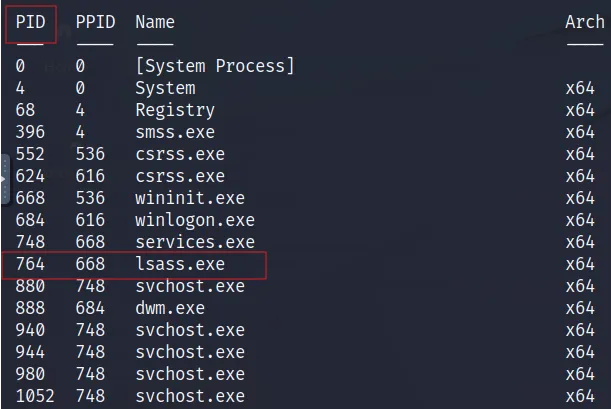 PID PPID Name Arch
0 0 [System Process]
4 0 System x64
68 4 Registry x64
396 4 smss.exe x64
552 536 csrss.exe x64
624 616 csrss.exe x64
668 536 wininit.exe x64
684 616 winlogon.exe x64
748 668 services.exe x64
764 668 lsass.exe x64
880 748 svchost.exe x64
888 684 dwm.exe x64
940 748 svchost.exe x64
944 748 svchost.exe x64
980 748 svchost.exe x64
1052 748 svchost.exe x64